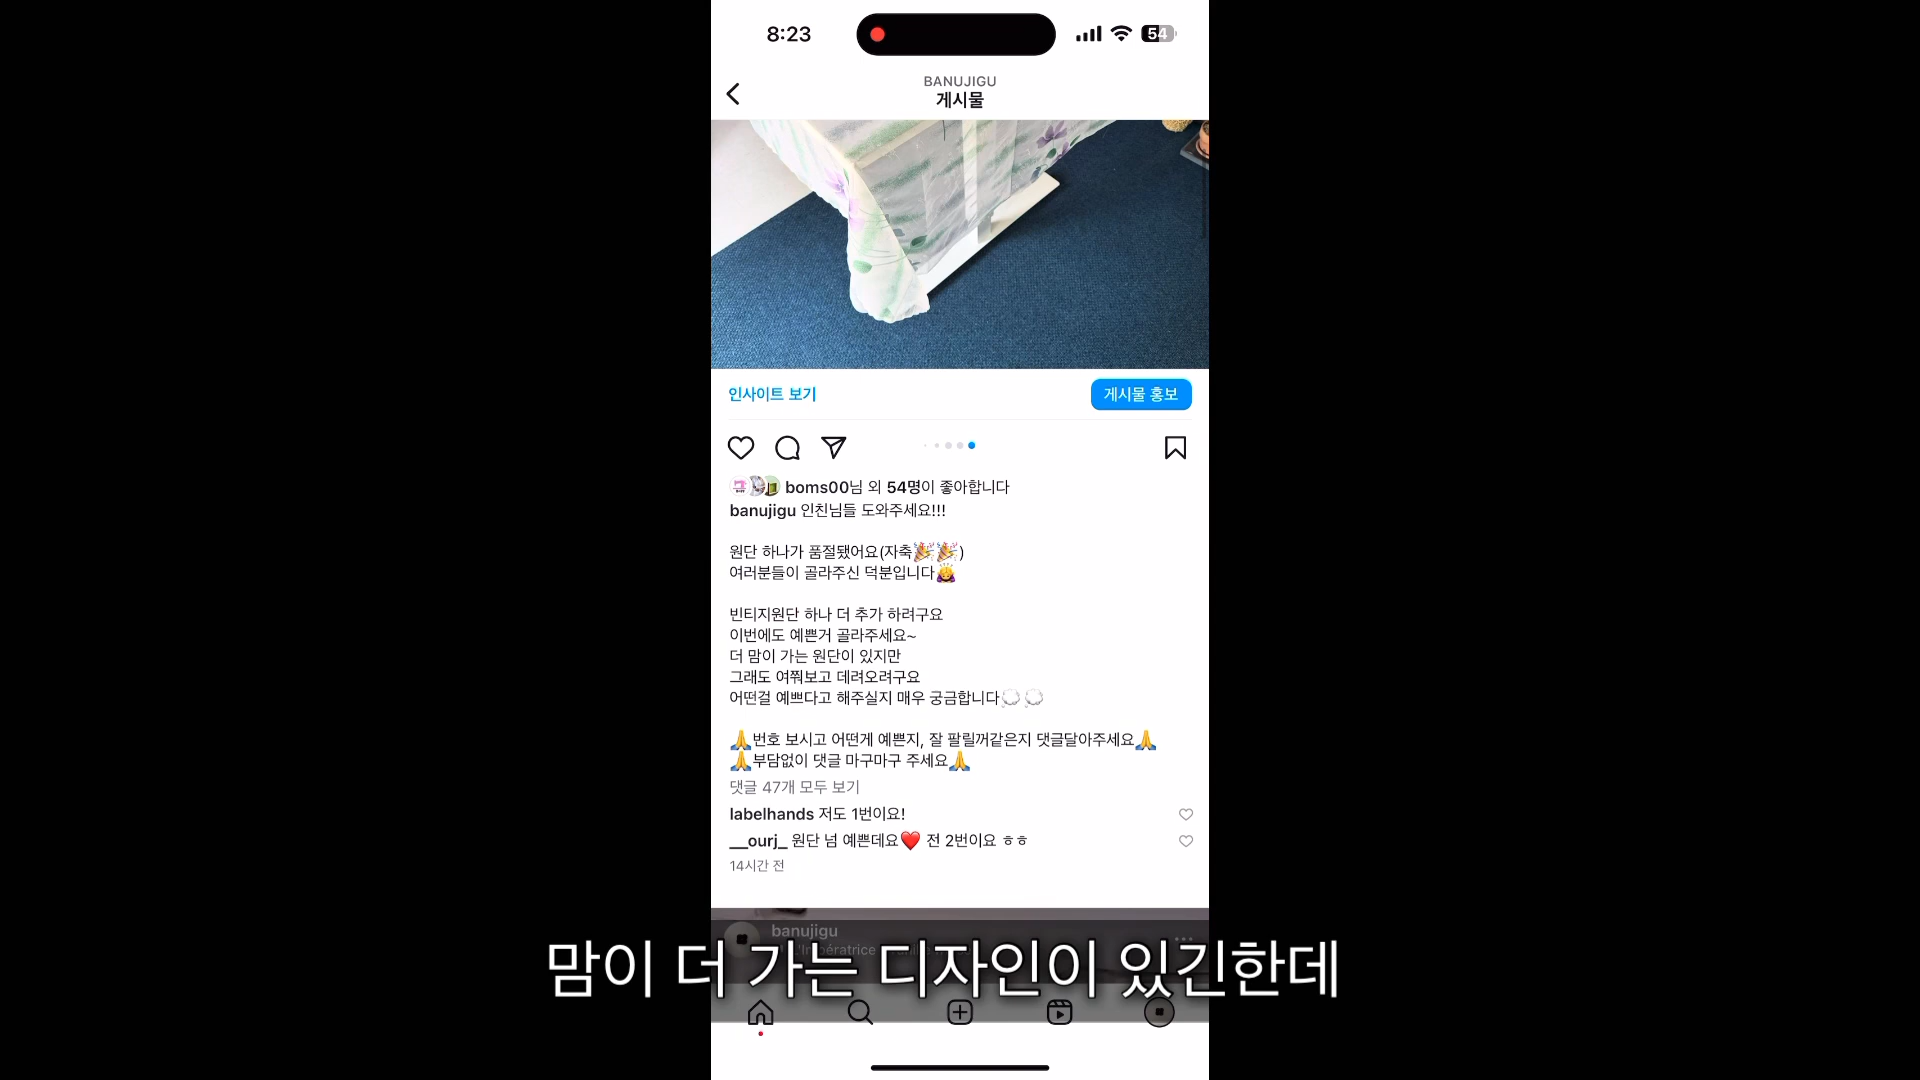 8:23
54
BANUJIGU
게시물
인사이트 보기
게시물 홍보
boms00님 외 54명이 좋아합니다
banujigu 인친님들 도와주세요!!!
원단 하나가 품절됐어요(자축🎉🎉)
여러분들이 골라주신 덕분입니다🙇‍♀️
빈티지원단 하나 더 추가 하려구요
이번에도 예쁜거 골라주세요~
더 맘이 가는 원단이 있지만
그래도 여쭤보고 데려오려구요
어떤걸 예쁘다고 해주실지 매우 궁금합니다💭💭
🙏번호 보시고 어떤게 예쁜지, 잘 팔릴꺼같은지 댓글달아주세요🙏
🙏부담없이 댓글 마구마구 주세요🙏
댓글 47개 모두 보기
labelhands 저도 1번이요!
__ourj_ 원단 넘 예쁜데요❤️ 전 2번이요 ㅎㅎ
14시간 전
banujigu
맘이 더 가는 디자인이 있긴한데